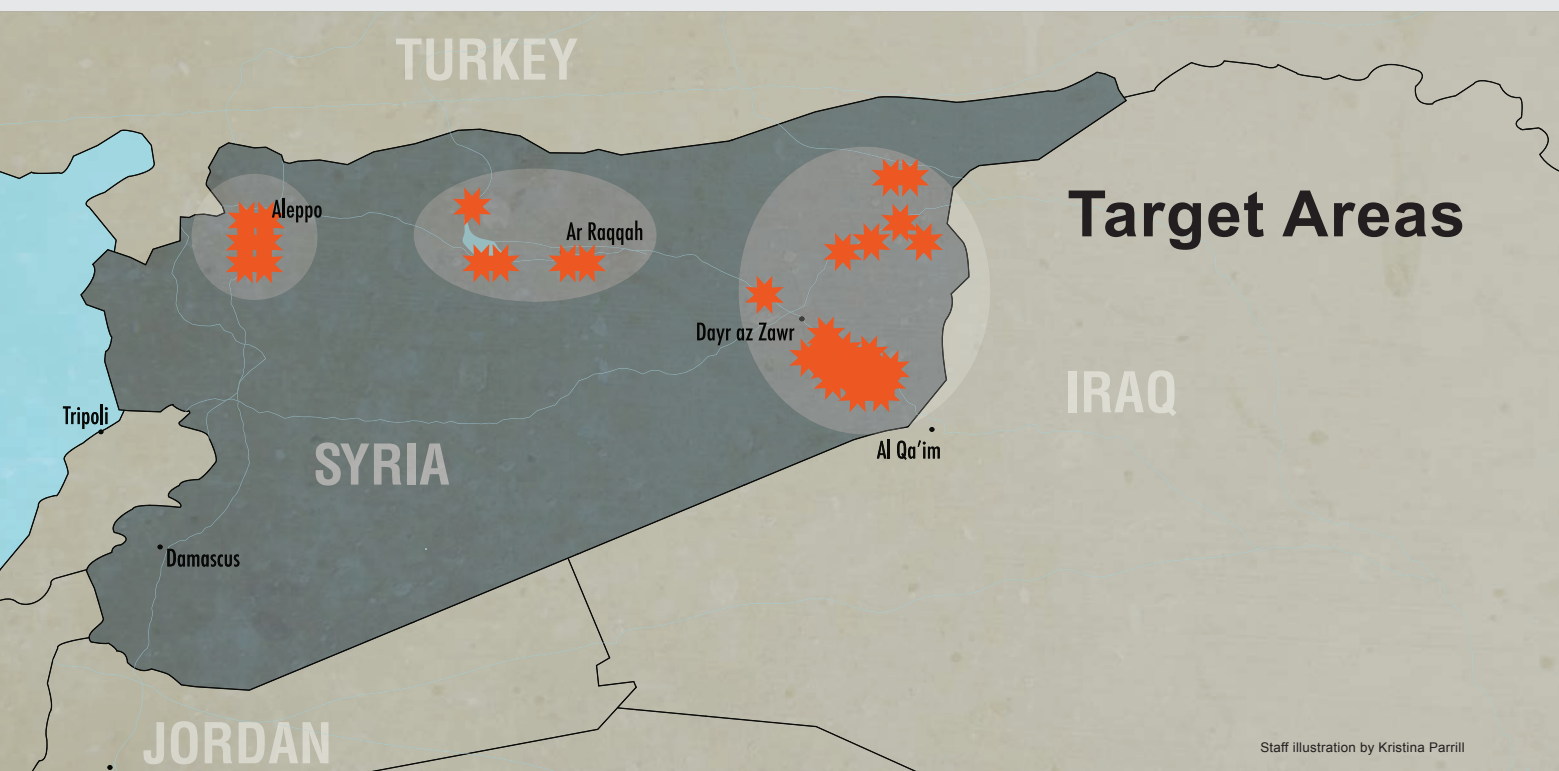 TURKEY
Target Areas
Aleppo
Ar Raqqah
Dayr az Zawr
IRAQ
Tripoli
SYRIA
Al Qa'im
Damascus
JORDAN
Staff illustration by Kristina Parrill